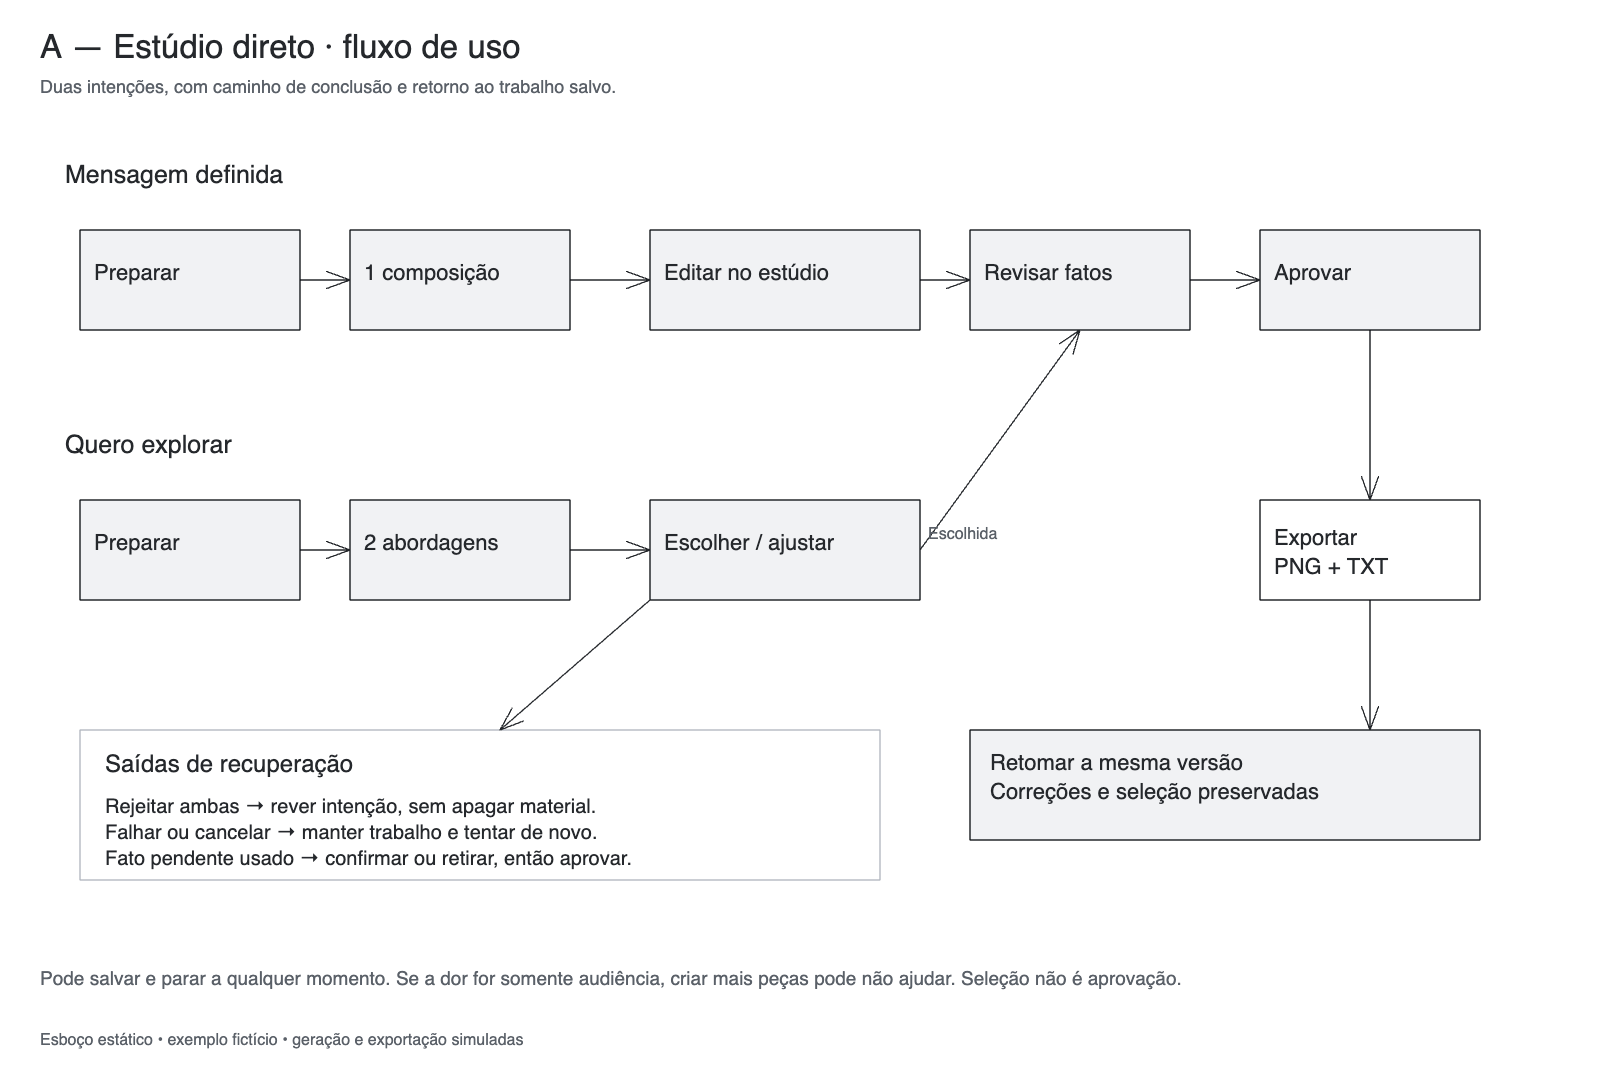 A — Estúdio direto · fluxo de uso
Duas intenções, com caminho de conclusão e retorno ao trabalho salvo.
Mensagem definida
Preparar
1 composição
Editar no estúdio
Revisar fatos
Aprovar
Quero explorar
Preparar
2 abordagens
Escolher / ajustar
Escolhida
Exportar
PNG + TXT
Saídas de recuperação
Rejeitar ambas → rever intenção, sem apagar material.
Falhar ou cancelar → manter trabalho e tentar de novo.
Fato pendente usado → confirmar ou retirar, então aprovar.
Retomar a mesma versão
Correções e seleção preservadas
Pode salvar e parar a qualquer momento. Se a dor for somente audiência, criar mais peças pode não ajudar. Seleção não é aprovação.
Esboço estático • exemplo fictício • geração e exportação simuladas